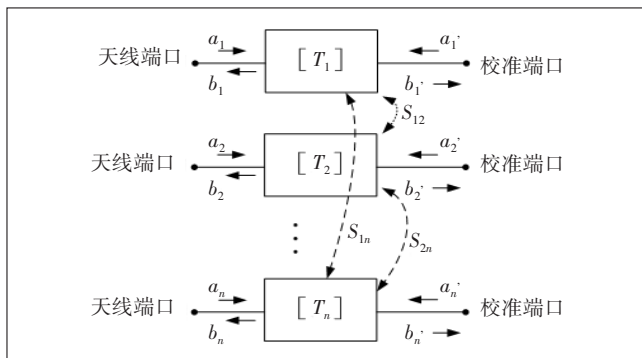 天线端口 a₁ [T₁] a₁’ 校准端口
b₁ b₁’
S₁₂
天线端口 a₂ [T₂] a₂’ 校准端口
b₂ b₂’
⋮ S₁ₙ S₂ₙ
天线端口 aₙ [Tₙ] aₙ’ 校准端口
bₙ bₙ’